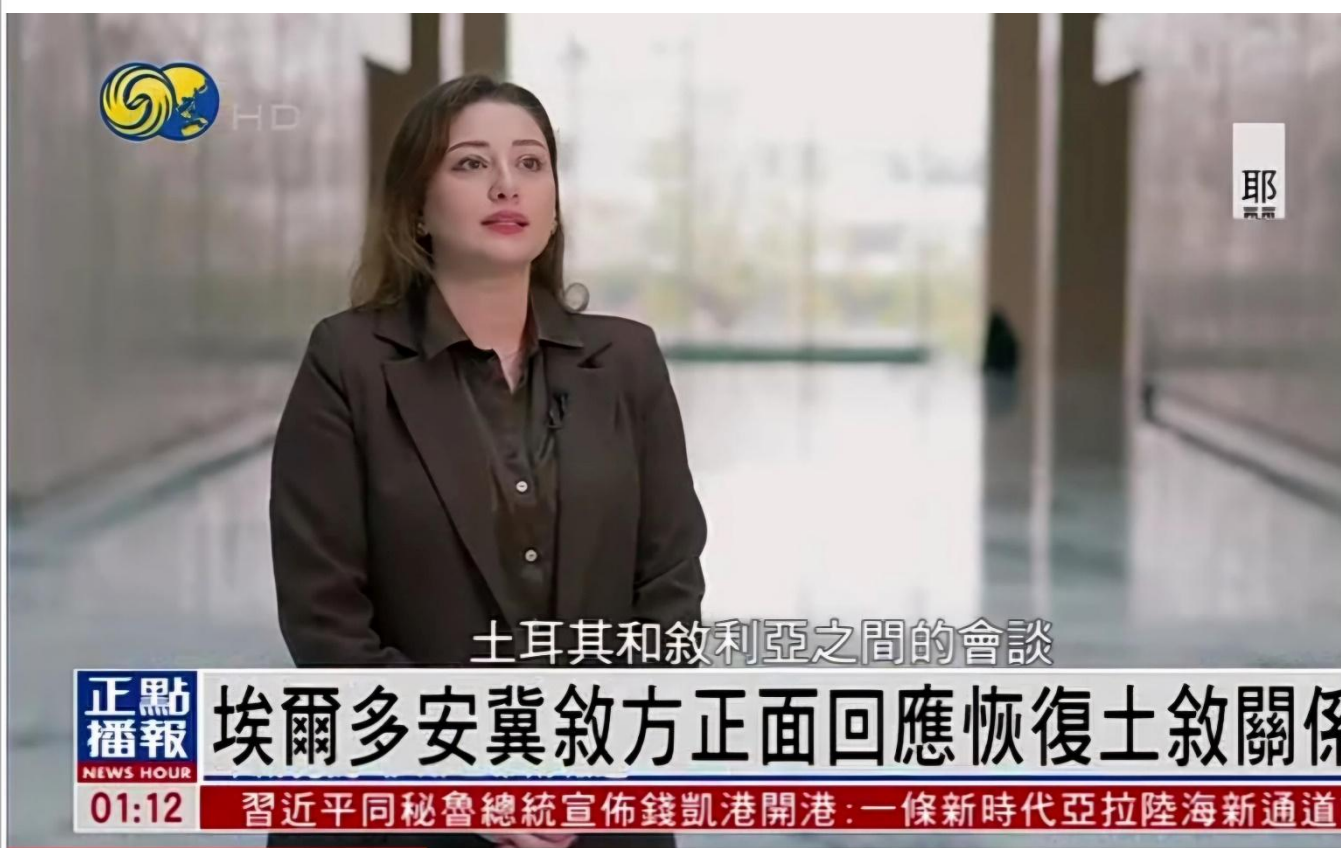 HD
耶
土耳其和敘利亞之間的會談
正點
播報
NEWS HOUR
埃爾多安冀敘方正面回應恢復土敘關係
01:12
習近平同秘魯總統宣佈錢凱港開港:一條新時代亞拉陸海新通道